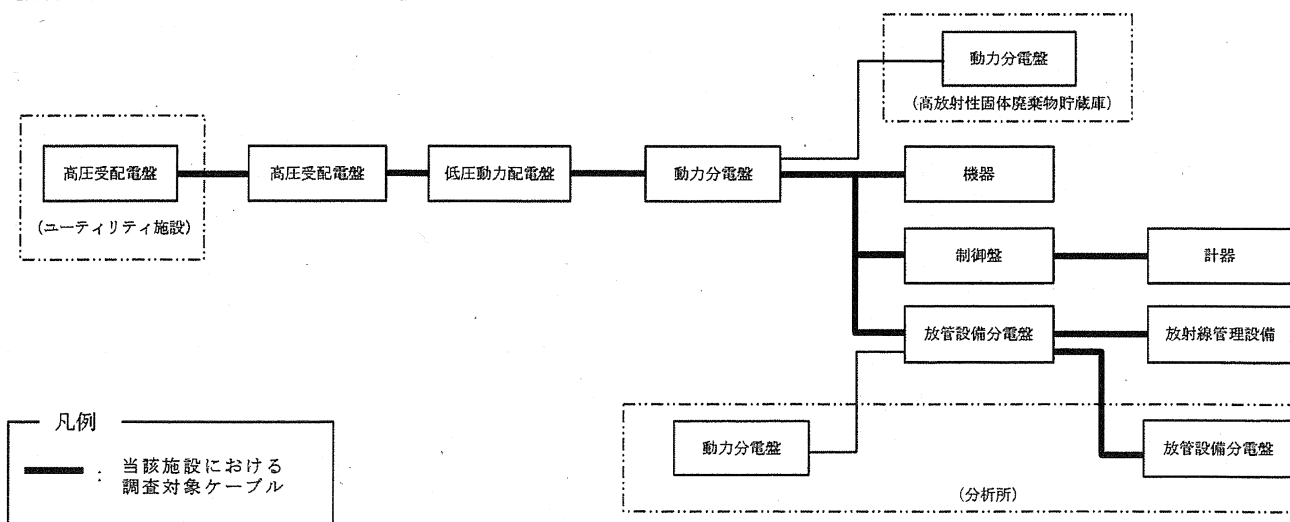 動力分電盤
(高放射性固体廃棄物貯蔵庫)
高圧受配電盤
(ユーティリティ施設)
高圧受配電盤
低圧動力配電盤
動力分電盤
機器
制御盤
計器
放管設備分電盤
放射線管理設備
動力分電盤
放管設備分電盤
(分析所)
凡例
:
当該施設における
調査対象ケーブル